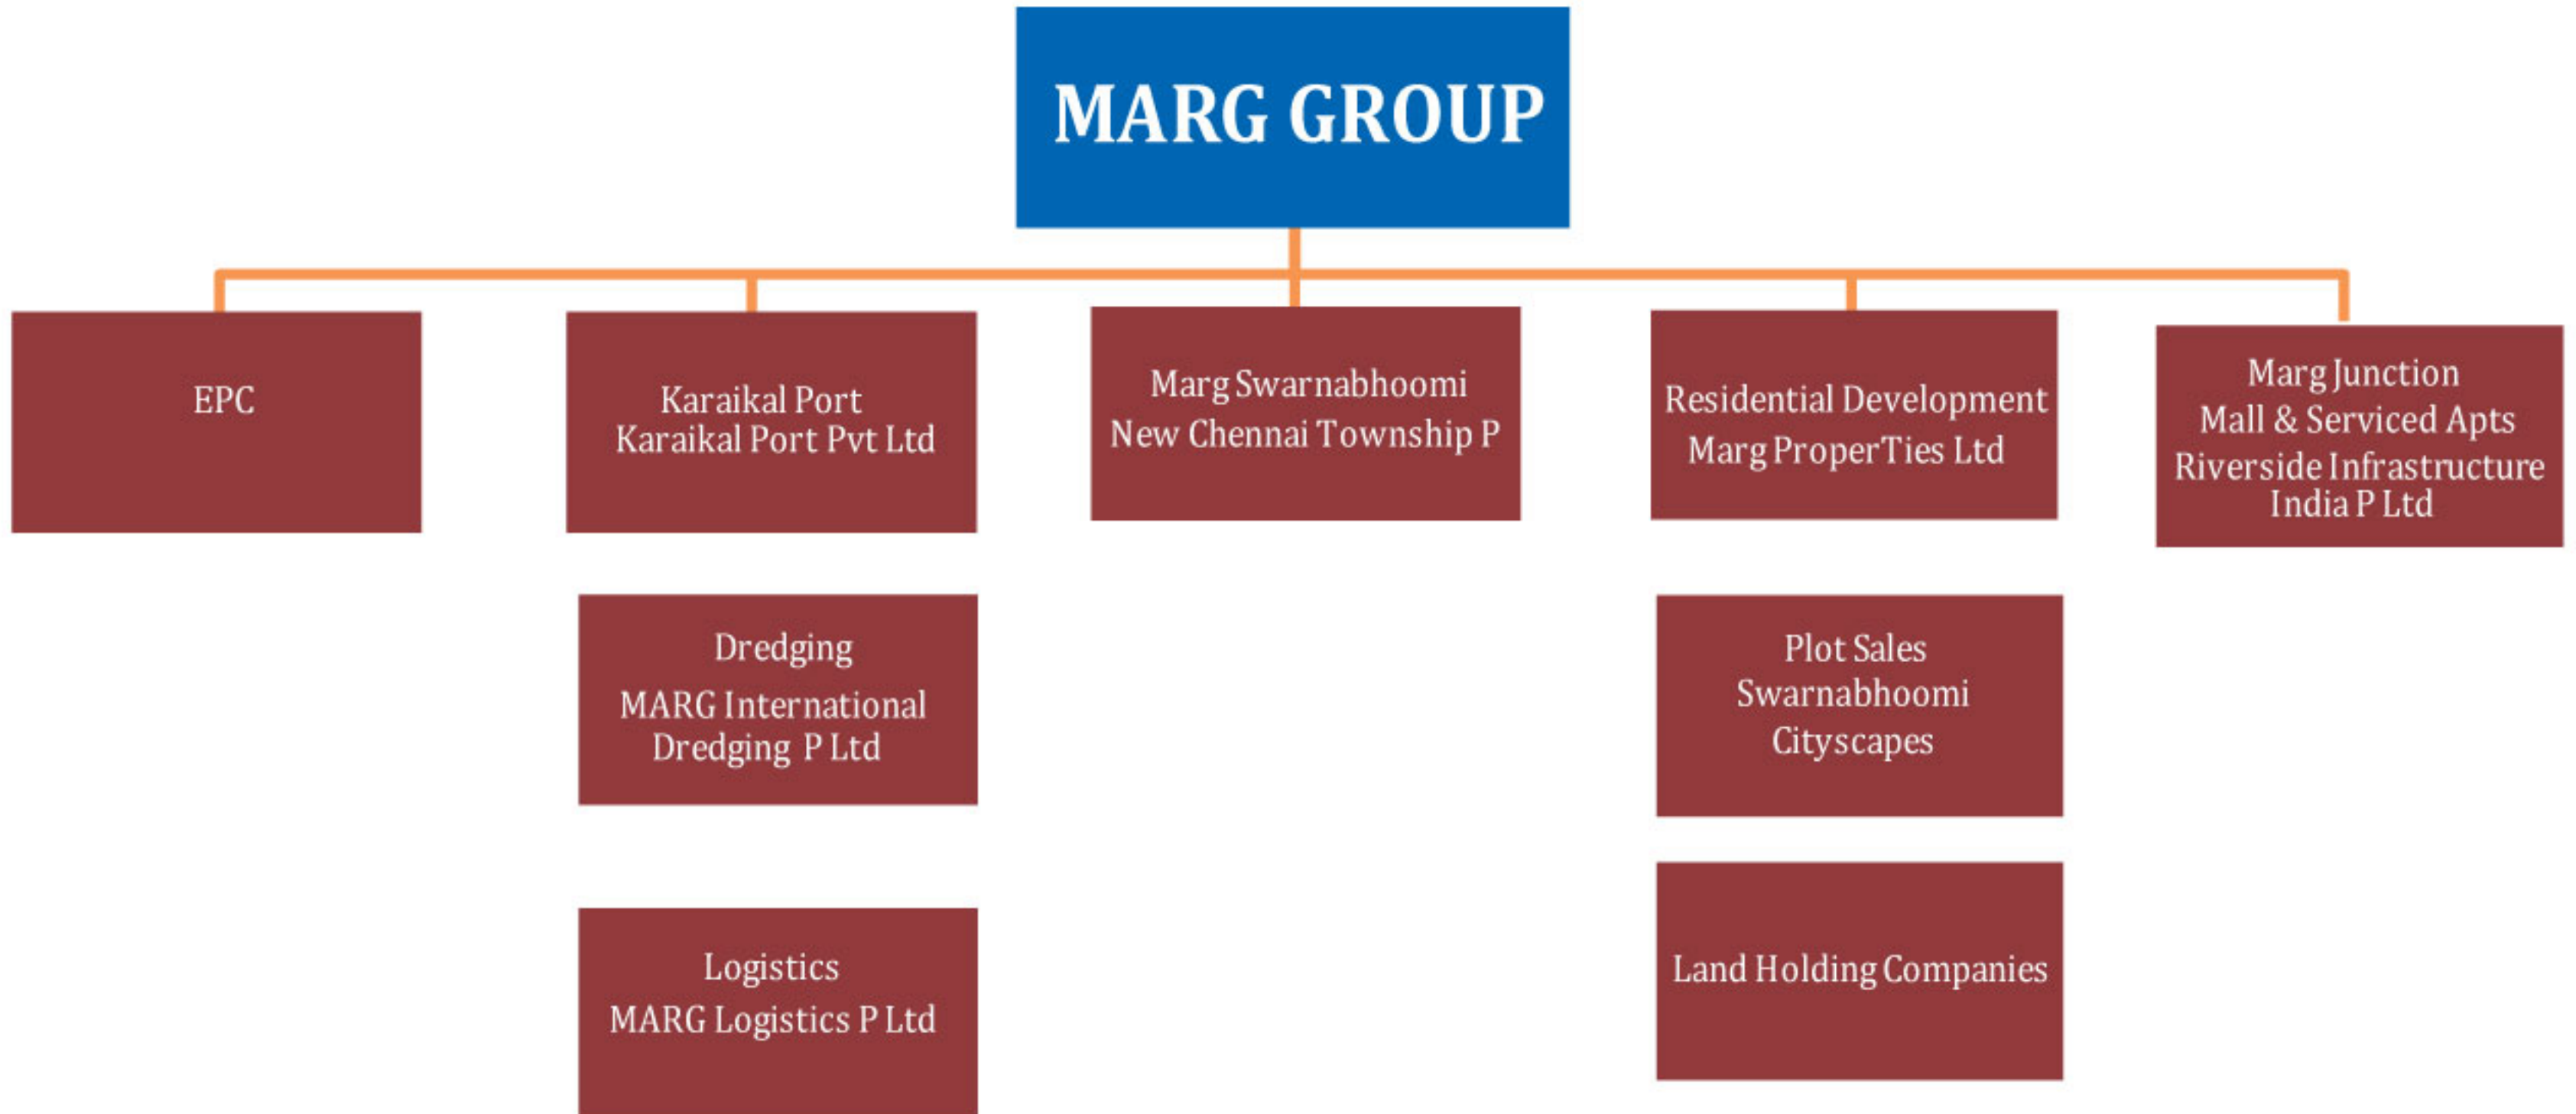 MARG GROUP
EPC
Karaikal Port
Karaikal Port Pvt Ltd
Marg Swarnabhoomi
New Chennai Township P
Residential Development
Marg ProperTies Ltd
Marg Junction
Mall & Serviced Apts
Riverside Infrastructure
India P Ltd
Dredging
MARG International
Dredging P Ltd
Plot Sales
Swarnabhoomi
Cityscapes
Logistics
MARG Logistics P Ltd
Land Holding Companies